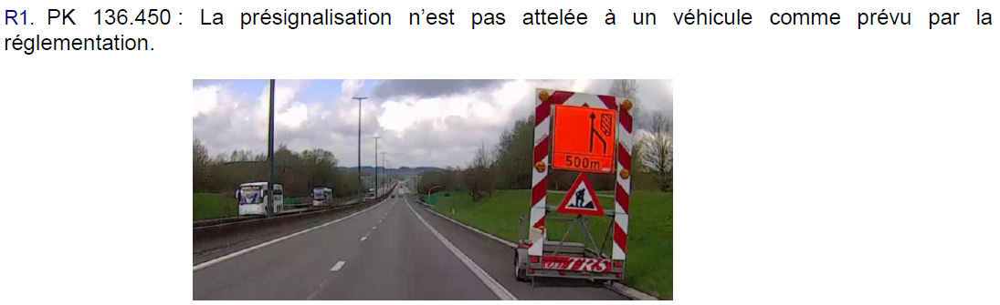 R1. PK 136.450 : La présignalisation n’est pas attelée à un véhicule comme prévu par la
réglementation.
500m
TRS